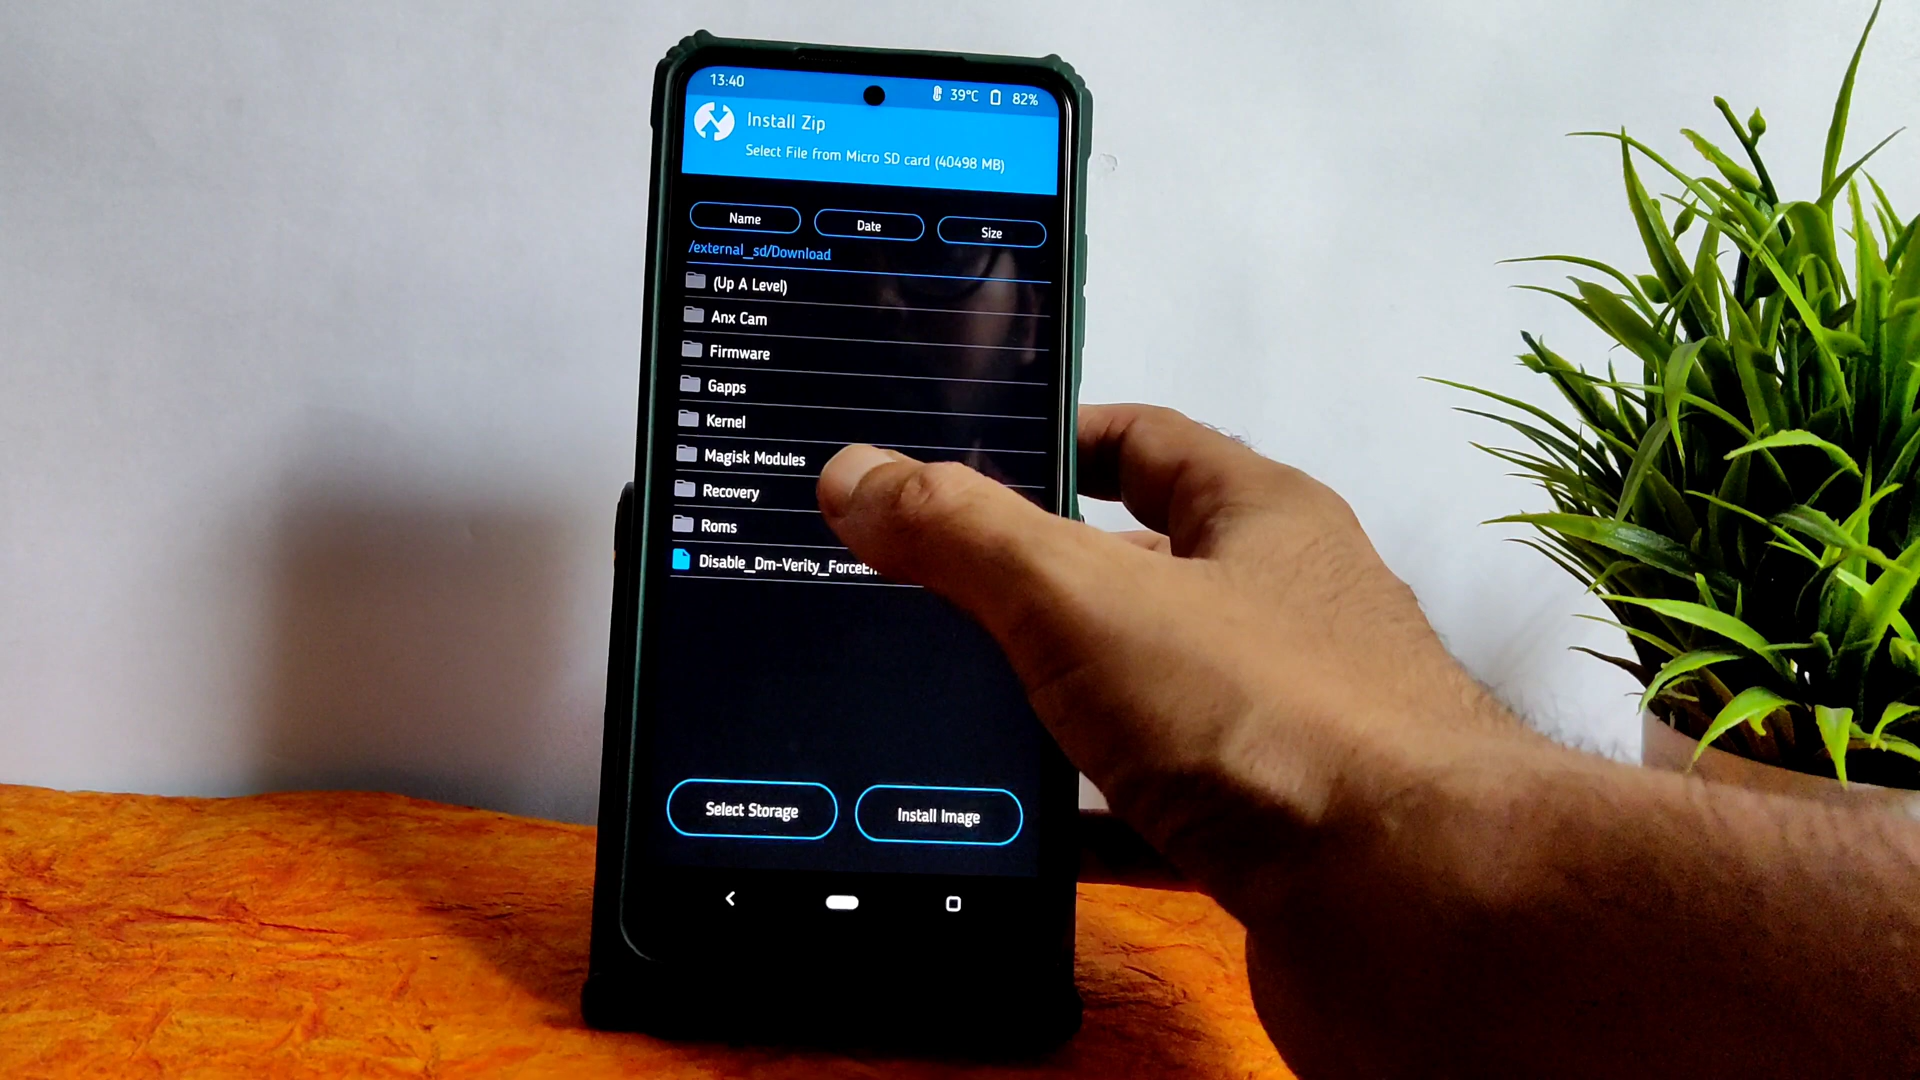 13:40 39°C 82%
Install Zip
Select File from Micro SD card (40498 MB)
Name Date Size
/external_sd/Download
(Up A Level)
Anx Cam
Firmware
Gapps
Kernel
Magisk Modules
Recovery
Roms
Disable_Dm-Verity_ForceEn
Select Storage Install Image